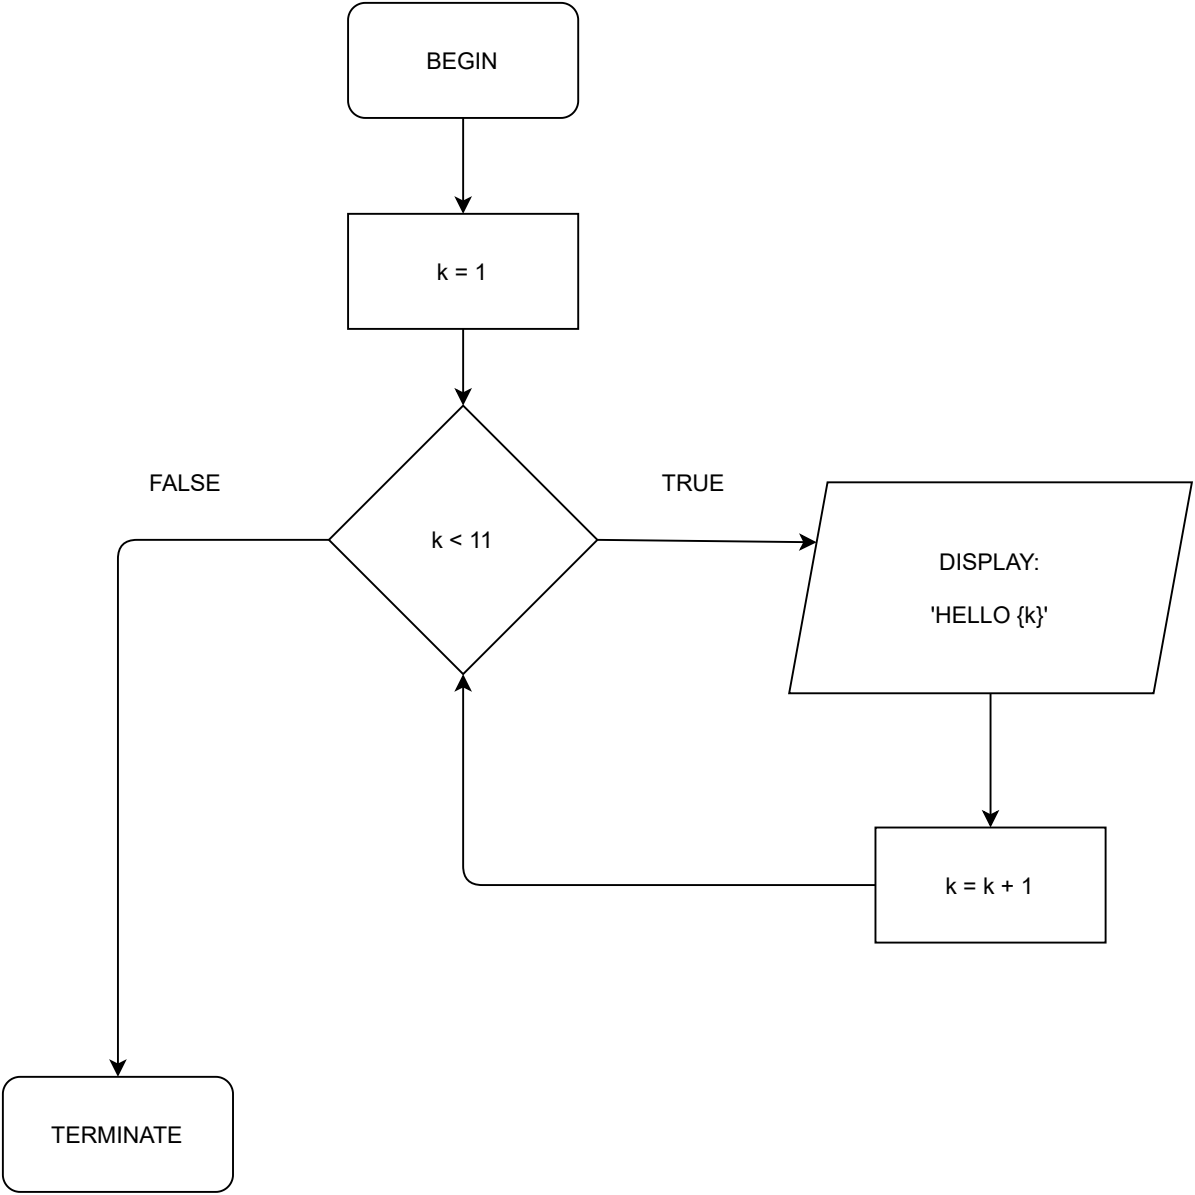 BEGIN
k = 1
FALSE
TRUE
k < 11
DISPLAY:
'HELLO {k}'
k = k + 1
TERMINATE